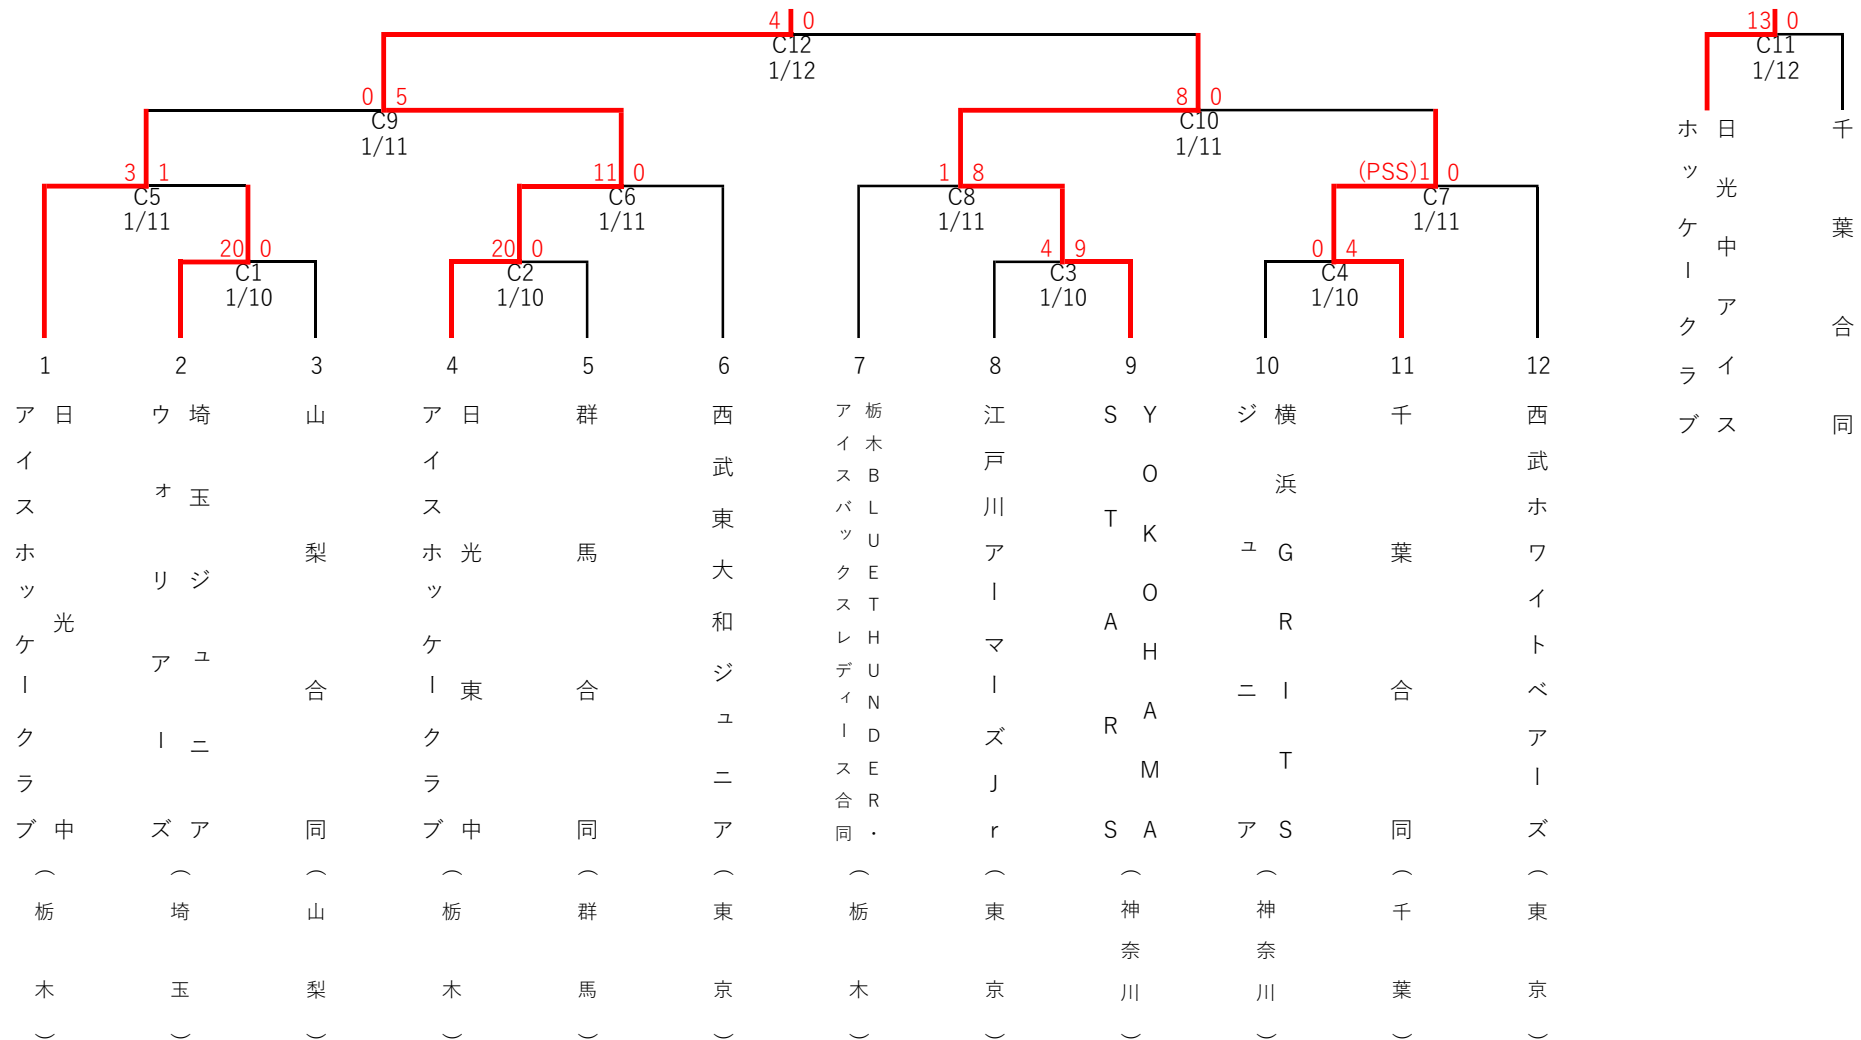 4 0
C12
1/12
13 0
C11
1/12
0 5
C9
1/11
8 0
C10
1/11
3 1
C5
1/11
11 0
C6
1/11
1 8
C8
1/11
(PSS)1 0
C7
1/11
20 0
C1
1/10
20 0
C2
1/10
4 9
C3
1/10
0 4
C4
1/10
日光中アイス
ホッケークラブ
千葉合同
1
日光中
アイスホッケークラブ
(栃木)
2
埼玉ジュニア
ウォリアーズ
(埼玉)
3
山梨合同
(山梨)
4
日光東中
アイスホッケークラブ
(栃木)
5
群馬合同
(群馬)
6
西武東大和ジュニア
(東京)
7
栃木BLUETHUNDER・
アイスバックスレディース合同
(栃木)
8
江戸川アーマーズJr
(東京)
9
YOKOHAMA
STARS
(神奈川)
10
横浜GRITS
ジュニア
(神奈川)
11
千葉合同
(千葉)
12
西武ホワイトベアーズ
(東京)